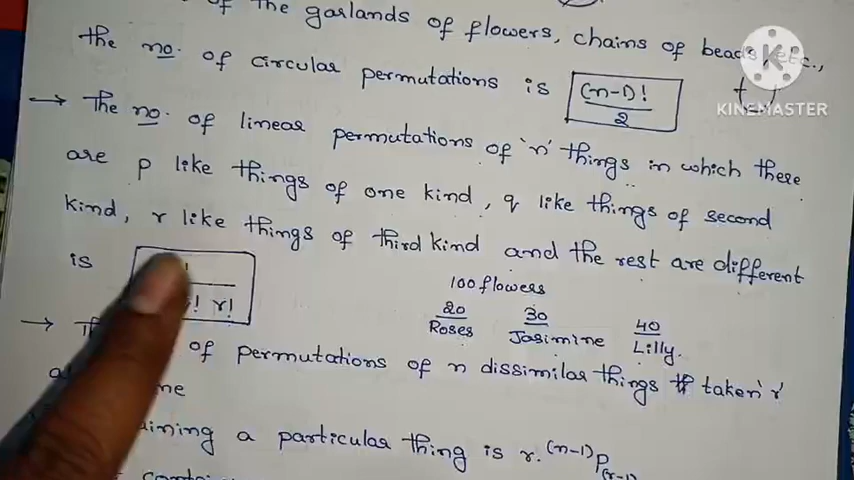 of the garlands of flowers, chains of beads, etc.,
the no. of circular permutations is (n-1)! / 2
KINEMASTER
→ The no. of linear permutations of 'n' things in which there
are p like things of one kind, q like things of second
kind, r like things of third kind and the rest are different
is ! r!
100 flowers
20 30 40
Roses Jasimine Lilly.
→ of permutations of n dissimilar things taken 'r'
a particular thing is r. (n-1)P(r-1)